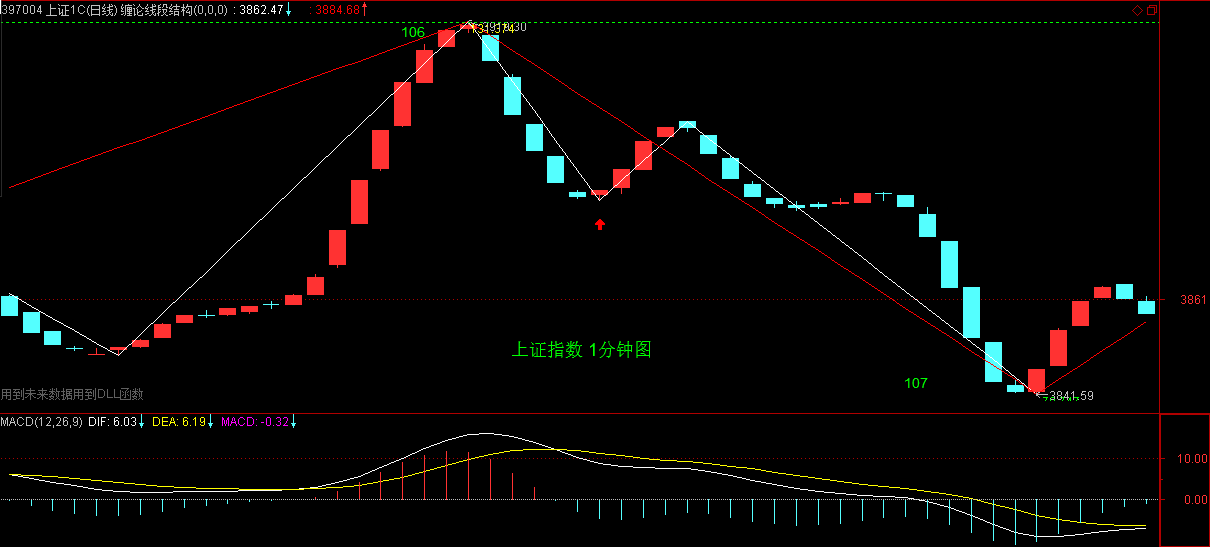 397004 上证1C(日线) 缠论线段结构(0,0,0) : 3862.47↓ : 3884.68↑
106
上证指数 1分钟图
3861
107
用到未来数据用到DLL函数
←3841.59
MACD(12,26,9) DIF: 6.03↓ DEA: 6.19↓ MACD: -0.32↓
10.00
0.00